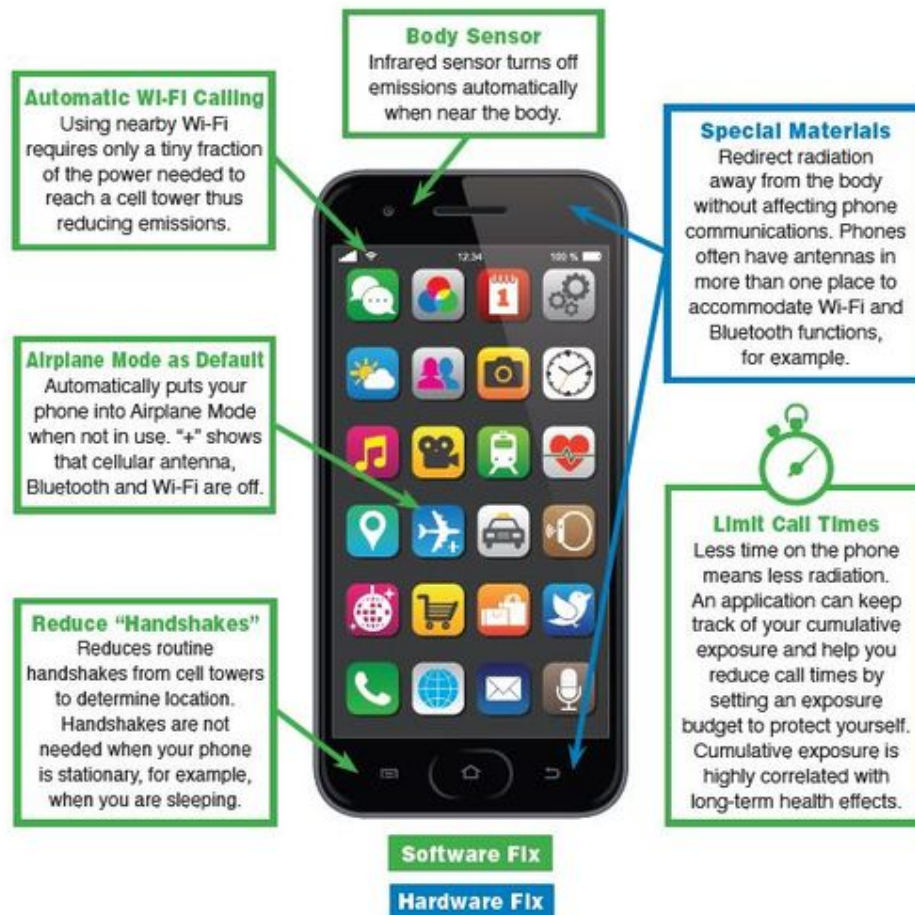 Body Sensor
Infrared sensor turns off
emissions automatically
when near the body.
Automatic Wi-Fi Calling
Using nearby Wi-Fi
requires only a tiny fraction
of the power needed to
reach a cell tower thus
reducing emissions.
Special Materials
Redirect radiation
away from the body
without affecting phone
communications. Phones
often have antennas in
more than one place to
accommodate Wi-Fi and
Bluetooth functions,
for example.
12.34
100 %
1
Airplane Mode as Default
Automatically puts your
phone into Airplane Mode
when not in use. “+” shows
that cellular antenna,
Bluetooth and Wi-Fi are off.
Limit Call Times
Less time on the phone
means less radiation.
An application can keep
track of your cumulative
exposure and help you
reduce call times by
setting an exposure
budget to protect yourself.
Cumulative exposure is
highly correlated with
long-term health effects.
Reduce “Handshakes”
Reduces routine
handshakes from cell towers
to determine location.
Handshakes are not
needed when your phone
is stationary, for example,
when you are sleeping.
Software Fix
Hardware Fix